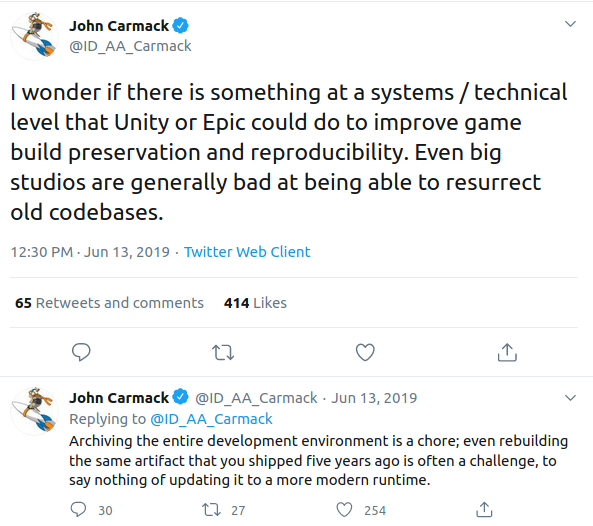 John Carmack
@ID_AA_Carmack
I wonder if there is something at a systems / technical
level that Unity or Epic could do to improve game
build preservation and reproducibility. Even big
studios are generally bad at being able to resurrect
old codebases.
12:30 PM · Jun 13, 2019 · Twitter Web Client
65 Retweets and comments 414 Likes
John Carmack @ID_AA_Carmack · Jun 13, 2019
Replying to @ID_AA_Carmack
Archiving the entire development environment is a chore; even rebuilding
the same artifact that you shipped five years ago is often a challenge, to
say nothing of updating it to a more modern runtime.
30 27 254